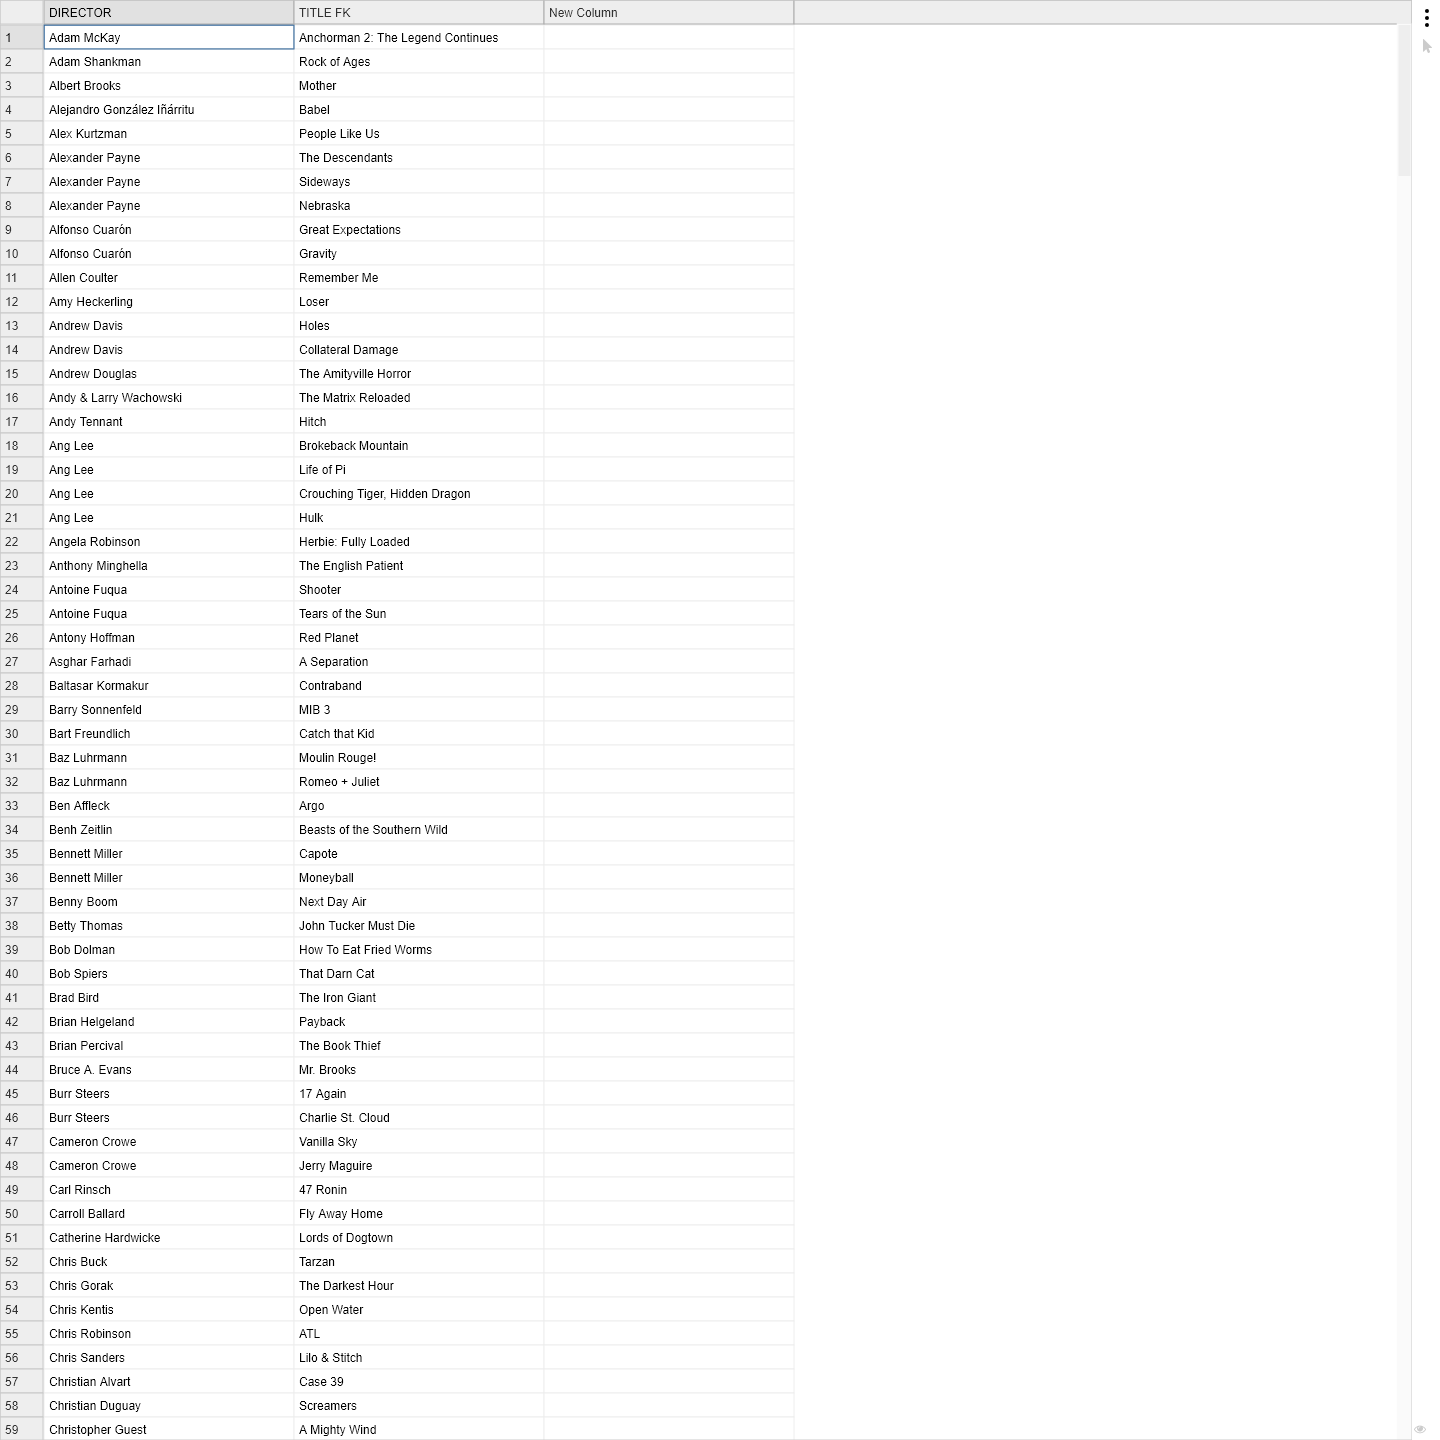 DIRECTOR TITLE FK New Column
1 Adam McKay Anchorman 2: The Legend Continues
2 Adam Shankman Rock of Ages
3 Albert Brooks Mother
4 Alejandro González Iñárritu Babel
5 Alex Kurtzman People Like Us
6 Alexander Payne The Descendants
7 Alexander Payne Sideways
8 Alexander Payne Nebraska
9 Alfonso Cuarón Great Expectations
10 Alfonso Cuarón Gravity
11 Allen Coulter Remember Me
12 Amy Heckerling Loser
13 Andrew Davis Holes
14 Andrew Davis Collateral Damage
15 Andrew Douglas The Amityville Horror
16 Andy & Larry Wachowski The Matrix Reloaded
17 Andy Tennant Hitch
18 Ang Lee Brokeback Mountain
19 Ang Lee Life of Pi
20 Ang Lee Crouching Tiger, Hidden Dragon
21 Ang Lee Hulk
22 Angela Robinson Herbie: Fully Loaded
23 Anthony Minghella The English Patient
24 Antoine Fuqua Shooter
25 Antoine Fuqua Tears of the Sun
26 Antony Hoffman Red Planet
27 Asghar Farhadi A Separation
28 Baltasar Kormakur Contraband
29 Barry Sonnenfeld MIB 3
30 Bart Freundlich Catch that Kid
31 Baz Luhrmann Moulin Rouge!
32 Baz Luhrmann Romeo + Juliet
33 Ben Affleck Argo
34 Benh Zeitlin Beasts of the Southern Wild
35 Bennett Miller Capote
36 Bennett Miller Moneyball
37 Benny Boom Next Day Air
38 Betty Thomas John Tucker Must Die
39 Bob Dolman How To Eat Fried Worms
40 Bob Spiers That Darn Cat
41 Brad Bird The Iron Giant
42 Brian Helgeland Payback
43 Brian Percival The Book Thief
44 Bruce A. Evans Mr. Brooks
45 Burr Steers 17 Again
46 Burr Steers Charlie St. Cloud
47 Cameron Crowe Vanilla Sky
48 Cameron Crowe Jerry Maguire
49 Carl Rinsch 47 Ronin
50 Carroll Ballard Fly Away Home
51 Catherine Hardwicke Lords of Dogtown
52 Chris Buck Tarzan
53 Chris Gorak The Darkest Hour
54 Chris Kentis Open Water
55 Chris Robinson ATL
56 Chris Sanders Lilo & Stitch
57 Christian Alvart Case 39
58 Christian Duguay Screamers
59 Christopher Guest A Mighty Wind